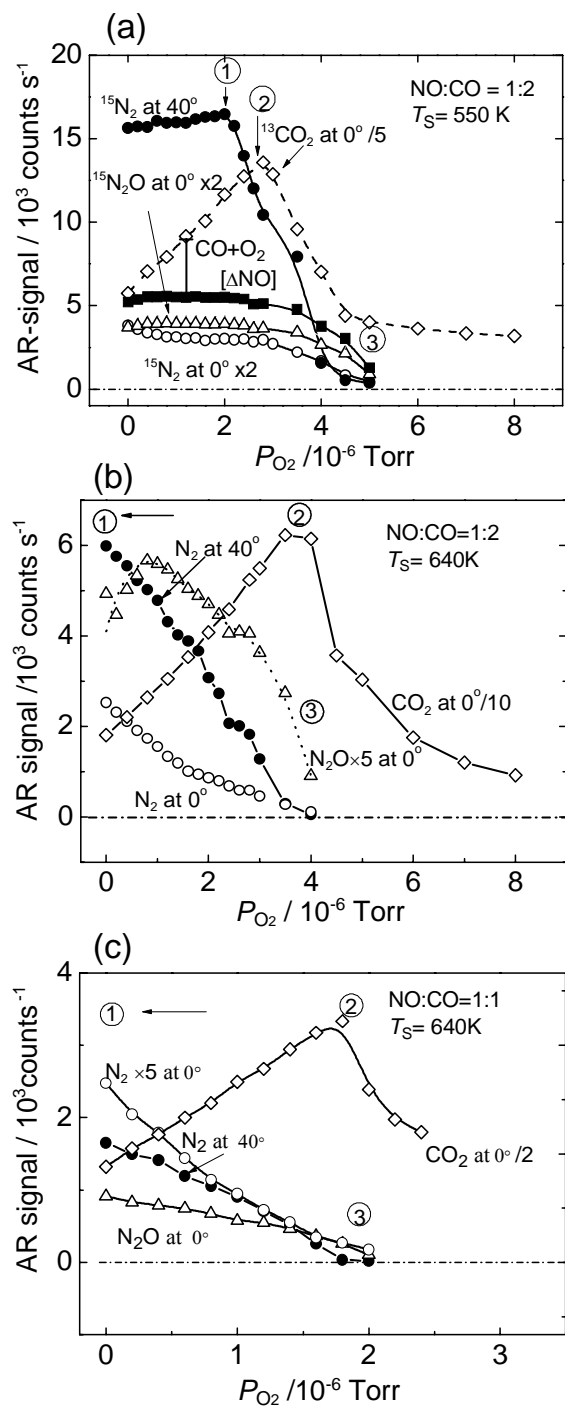 (a)
NO:CO = 1:2
T_S= 550 K
①
②
¹⁵N₂ at 40°
¹³CO₂ at 0°/5
¹⁵N₂O at 0° x2
CO+O₂
[ΔNO]
¹⁵N₂ at 0° x2
③
AR-signal / 10³ counts s⁻¹
20
15
10
5
0
0 2 4 6 8
P_O₂ /10⁻⁶ Torr
(b)
①
②
NO:CO=1:2
T_S= 640K
N₂ at 40°
③
CO₂ at 0°/10
N₂O×5 at 0°
N₂ at 0°
AR signal /10³ counts s⁻¹
6
4
2
0
0 2 4 6 8
P_O₂ / 10⁻⁶ Torr
(c)
①
②
NO:CO=1:1
T_S= 640K
N₂ ×5 at 0°
N₂ at 40°
CO₂ at 0°/2
③
N₂O at 0°
AR signal / 10³counts⁻¹
4
2
0
0 1 2 3
P_O₂ / 10⁻⁶ Torr